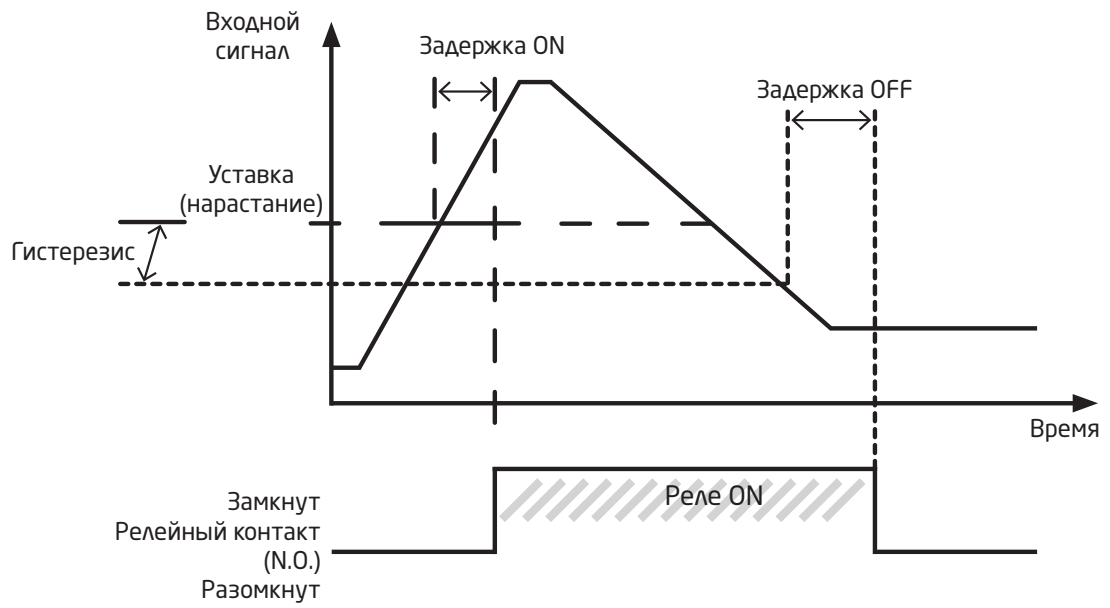 Входной
сигнал
Задержка ON
Задержка OFF
Уставка
(нарастание)
Гистерезис
Время
Замкнут
Релейный контакт
(N.O.)
Разомкнут
Реле ON